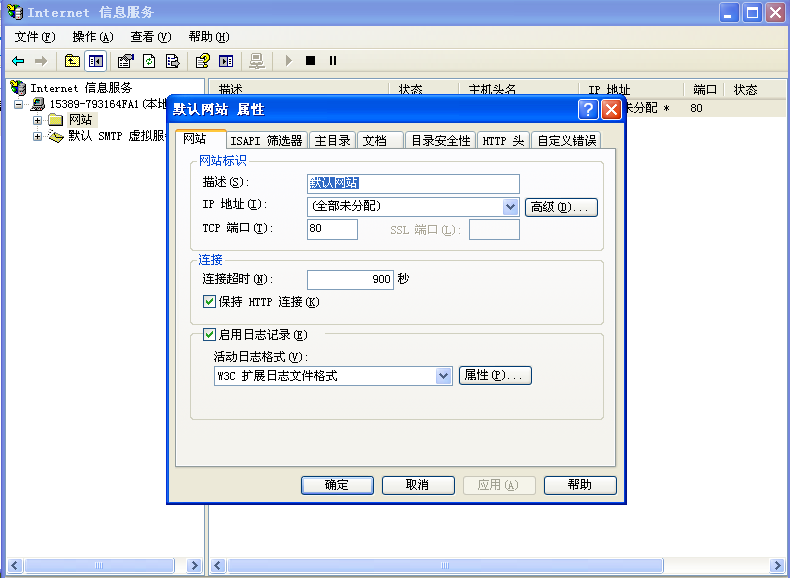 Internet 信息服务
文件(F) 操作(A) 查看(V) 帮助(H)
Internet 信息服务
15389-793164FA1(本地
网站
默认 SMTP 虚拟服
描述 状态 主机头名 IP 地址 端口 状态
未分配 * 80
默认网站 属性
网站 ISAPI 筛选器 主目录 文档 目录安全性 HTTP 头 自定义错误
网站标识
描述(S): 默认网站
IP 地址(I): (全部未分配) 高级(D)...
TCP 端口(T): 80 SSL 端口(L):
连接
连接超时(N): 900 秒
保持 HTTP 连接(K)
启用日志记录(E)
活动日志格式(V):
W3C 扩展日志文件格式 属性(P)...
确定 取消 应用(A) 帮助